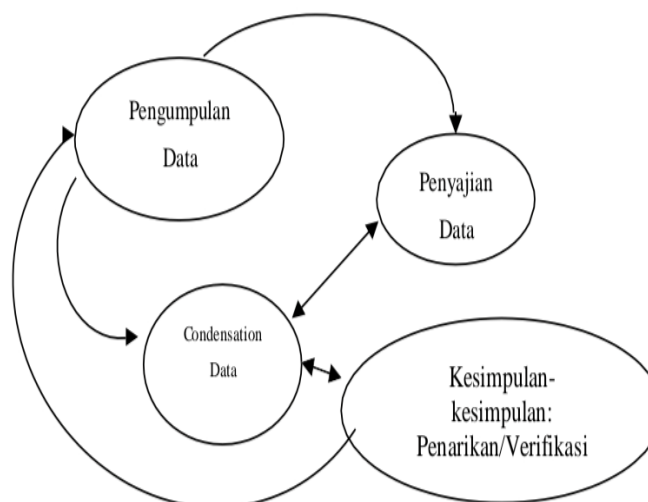 Pengumpulan
Data
Penyajian
Data
Condensation
Data
Kesimpulan-
kesimpulan:
Penarikan/Verifikasi